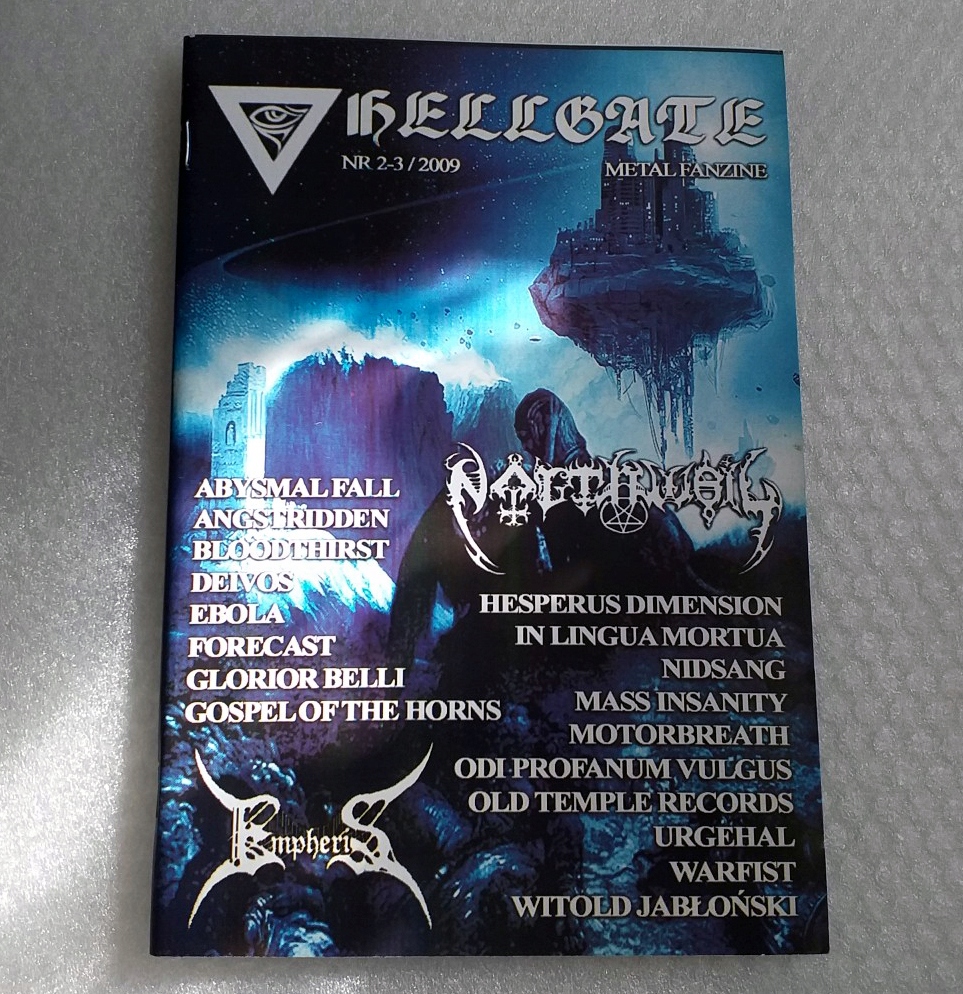 HELLGATE
NR 2-3 / 2009
METAL FANZINE
ABYSMAL FALL
ANGSTRIDDEN
BLOODTHIRST
DEIVOS
EBOLA
FORECAST
GLORIOR BELLI
GOSPEL OF THE HORNS
EmpheriS
HESPERUS DIMENSION
IN LINGUA MORTUA
NIDSANG
MASS INSANITY
MOTORBREATH
ODI PROFANUM VULGUS
OLD TEMPLE RECORDS
URGEHAL
WARFIST
WITOLD JABŁOŃSKI